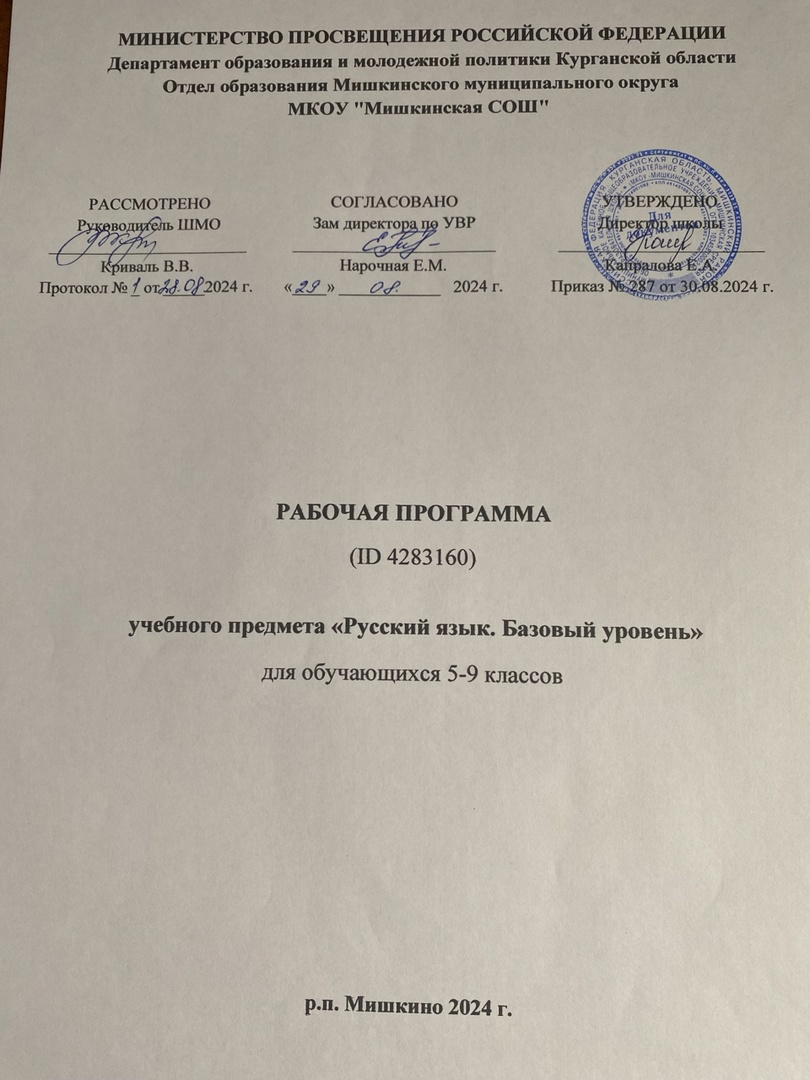 МИНИСТЕРСТВО ПРОСВЕЩЕНИЯ РОССИЙСКОЙ ФЕДЕРАЦИИ
Департамент образования и молодежной политики Курганской области
Отдел образования Мишкинского муниципального округа
МКОУ "Мишкинская СОШ"
РАССМОТРЕНО
Руководитель ШМО
Криваль В.В.
Протокол № 1 от 28.08 2024 г.
СОГЛАСОВАНО
Зам директора по УВР
Нарочная Е.М.
«29» 08. 2024 г.
УТВЕРЖДЕНО
Директор школы
Капралова Е.А.
Приказ № 287 от 30.08.2024 г.
Для
документов
РАБОЧАЯ ПРОГРАММА
(ID 4283160)
учебного предмета «Русский язык. Базовый уровень»
для обучающихся 5-9 классов
р.п. Мишкино 2024 г.